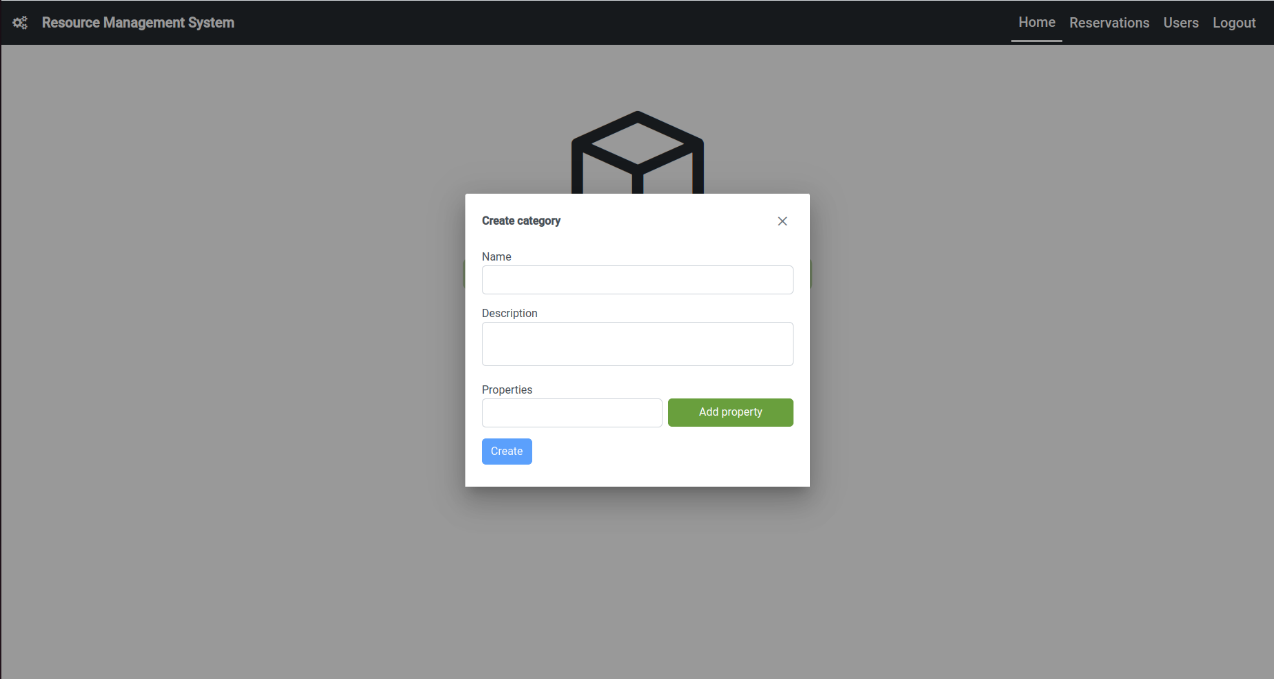 Resource Management System
Home Reservations Users Logout
Create category
Name
Description
Properties
Add property
Create